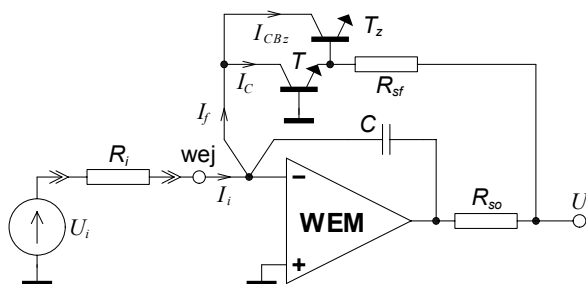 I_CBz
T_z
T
I_C
R_sf
I_f
C
R_i
wej
I_i
−
WEM
R_so
U
U_i
+